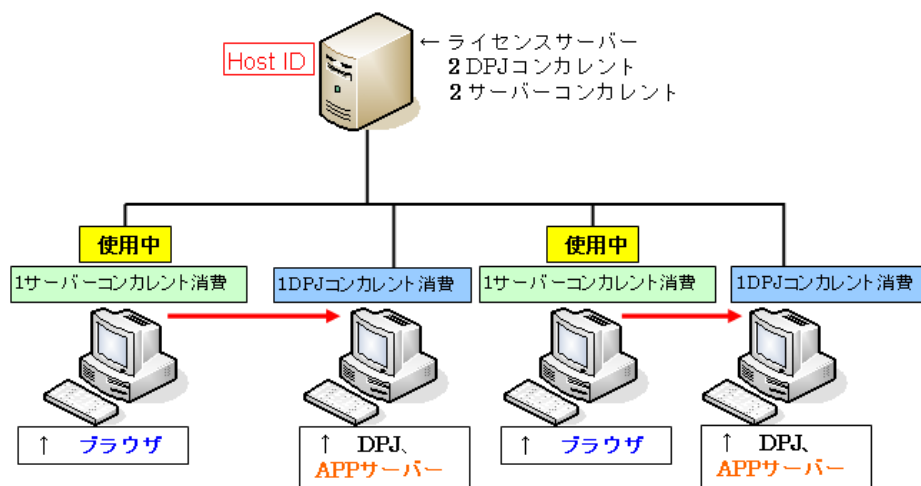 Host ID
← ライセンスサーバー
2 DPJコンカレント
2 サーバーコンカレント
使用中
使用中
1サーバーコンカレント消費
1DPJコンカレント消費
1サーバーコンカレント消費
1DPJコンカレント消費
↑ ブラウザ
↑ DPJ、
APPサーバー
↑ ブラウザ
↑ DPJ、
APPサーバー